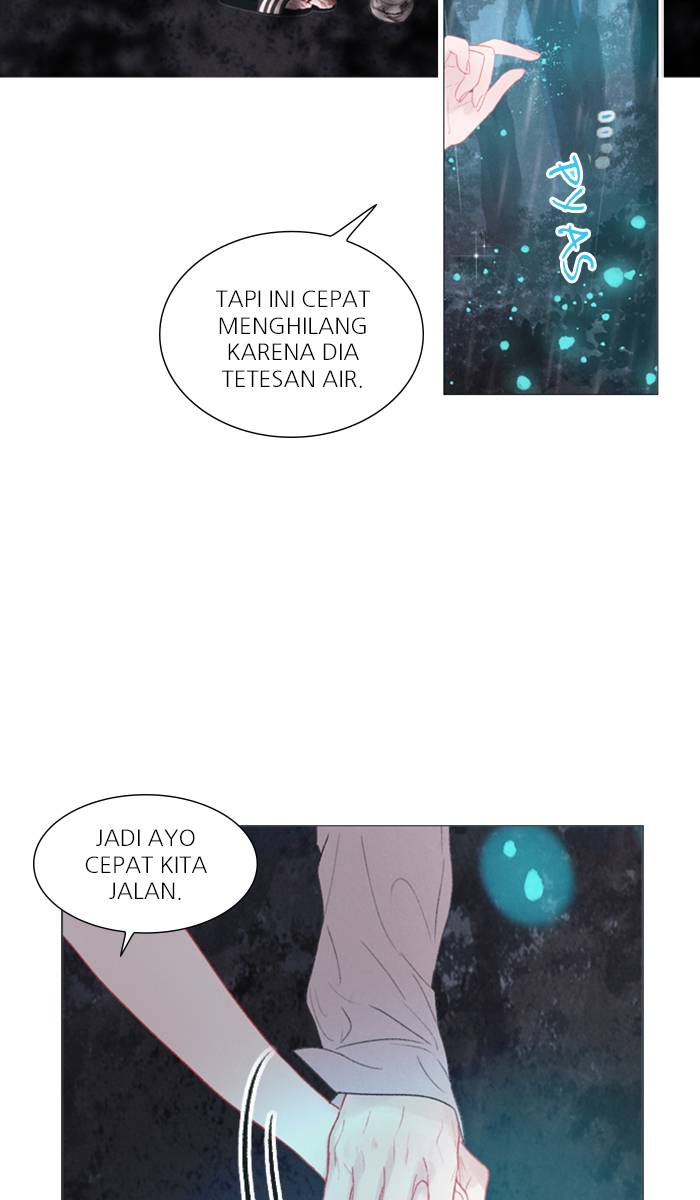 PYAS
TAPI INI CEPAT
MENGHILANG
KARENA DIA
TETESAN AIR.
JADI AYO
CEPAT KITA
JALAN.